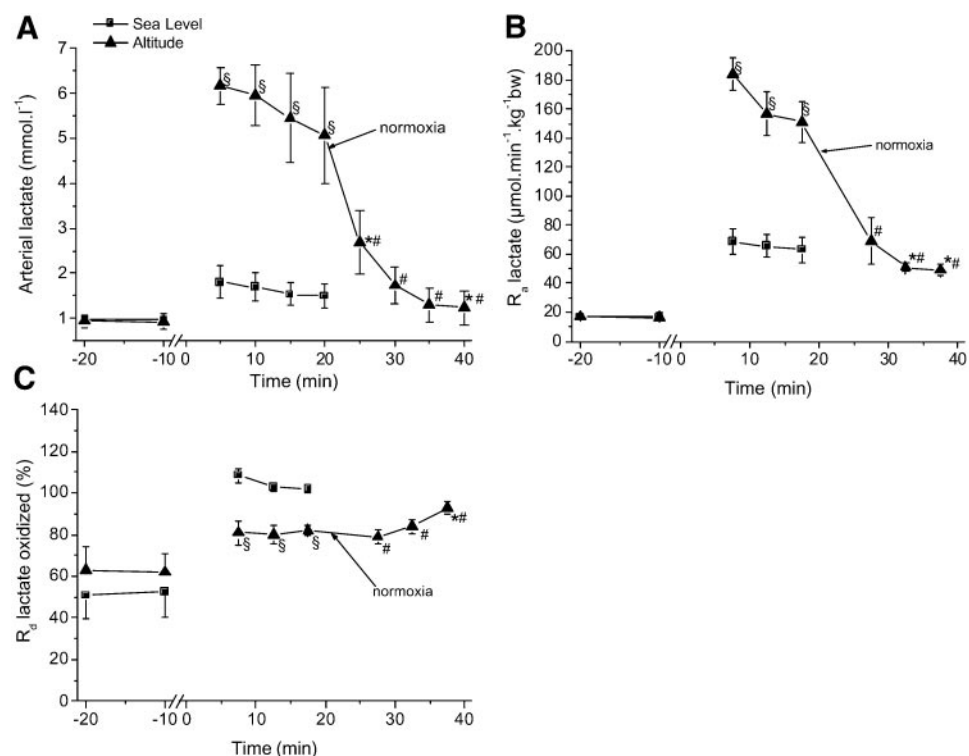 A
Sea Level
Altitude
Arterial lactate (mmol.l⁻¹)
7
6
5
4
3
2
1
§
§
§
§
normoxia
*#
#
#
*#
-20 -10 0 10 20 30 40
Time (min)
B
Rₐ lactate (µmol.min⁻¹.kg⁻¹bw)
200
180
160
140
120
100
80
60
40
20
0
§
§
§
normoxia
#
*#
*#
-20 -10 0 10 20 30 40
Time (min)
C
R_d lactate oxidized (%)
140
120
100
80
60
40
20
0
§
§
§
normoxia
#
#
*#
-20 -10 0 10 20 30 40
Time (min)